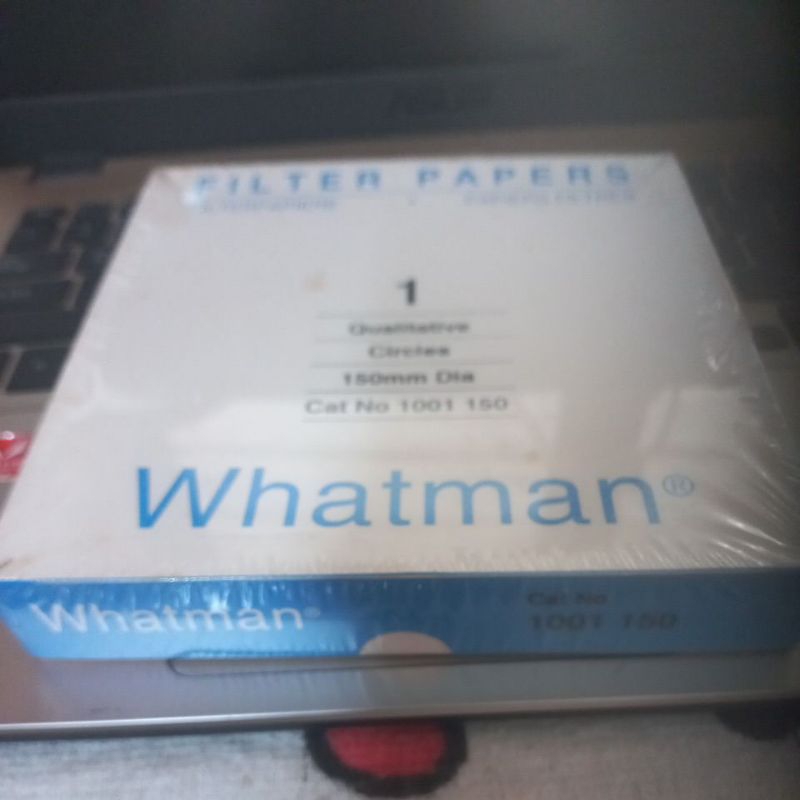 FILTER PAPERS
1
Qualitative
Circles
150mm Dia
Cat No 1001 150
Whatman®
Whatman®
Cat No
1001 150